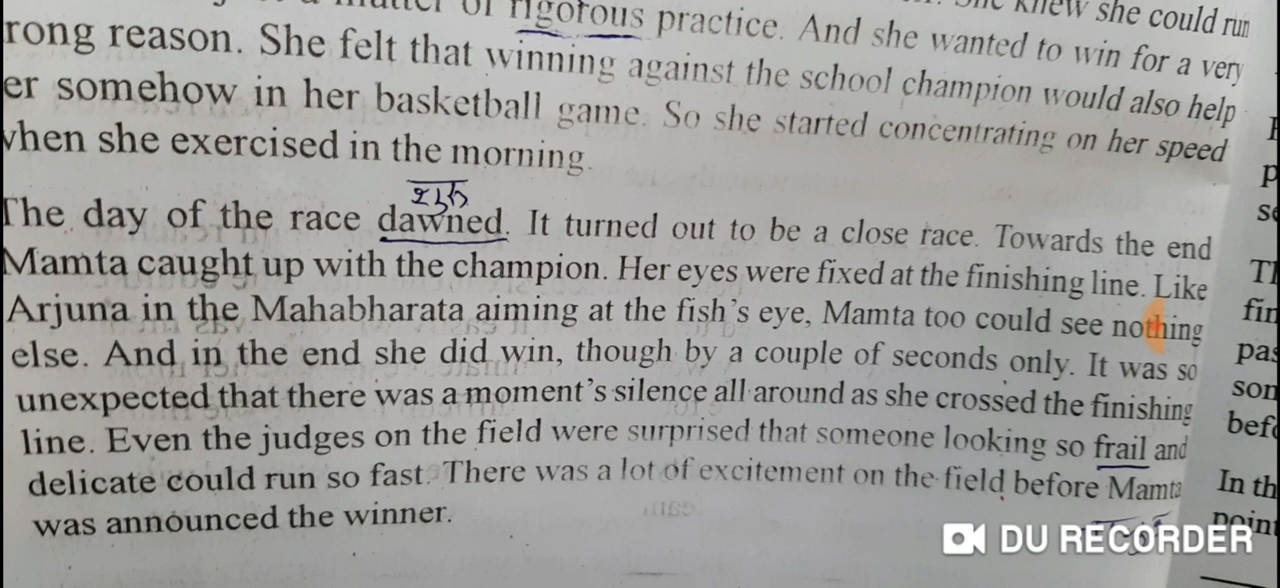 rigorous practice. And she wanted to win for a very
rong reason. She felt that winning against the school champion would also help
er somehow in her basketball game. So she started concentrating on her speed
when she exercised in the morning.
The day of the race dawned. It turned out to be a close race. Towards the end
Mamta caught up with the champion. Her eyes were fixed at the finishing line. Like
Arjuna in the Mahabharata aiming at the fish's eye, Mamta too could see nothing
else. And in the end she did win, though by a couple of seconds only. It was so
unexpected that there was a moment's silence all around as she crossed the finishing
line. Even the judges on the field were surprised that someone looking so frail and
delicate could run so fast. There was a lot of excitement on the field before Mamta
was announced the winner.
In th
point
DU RECORDER